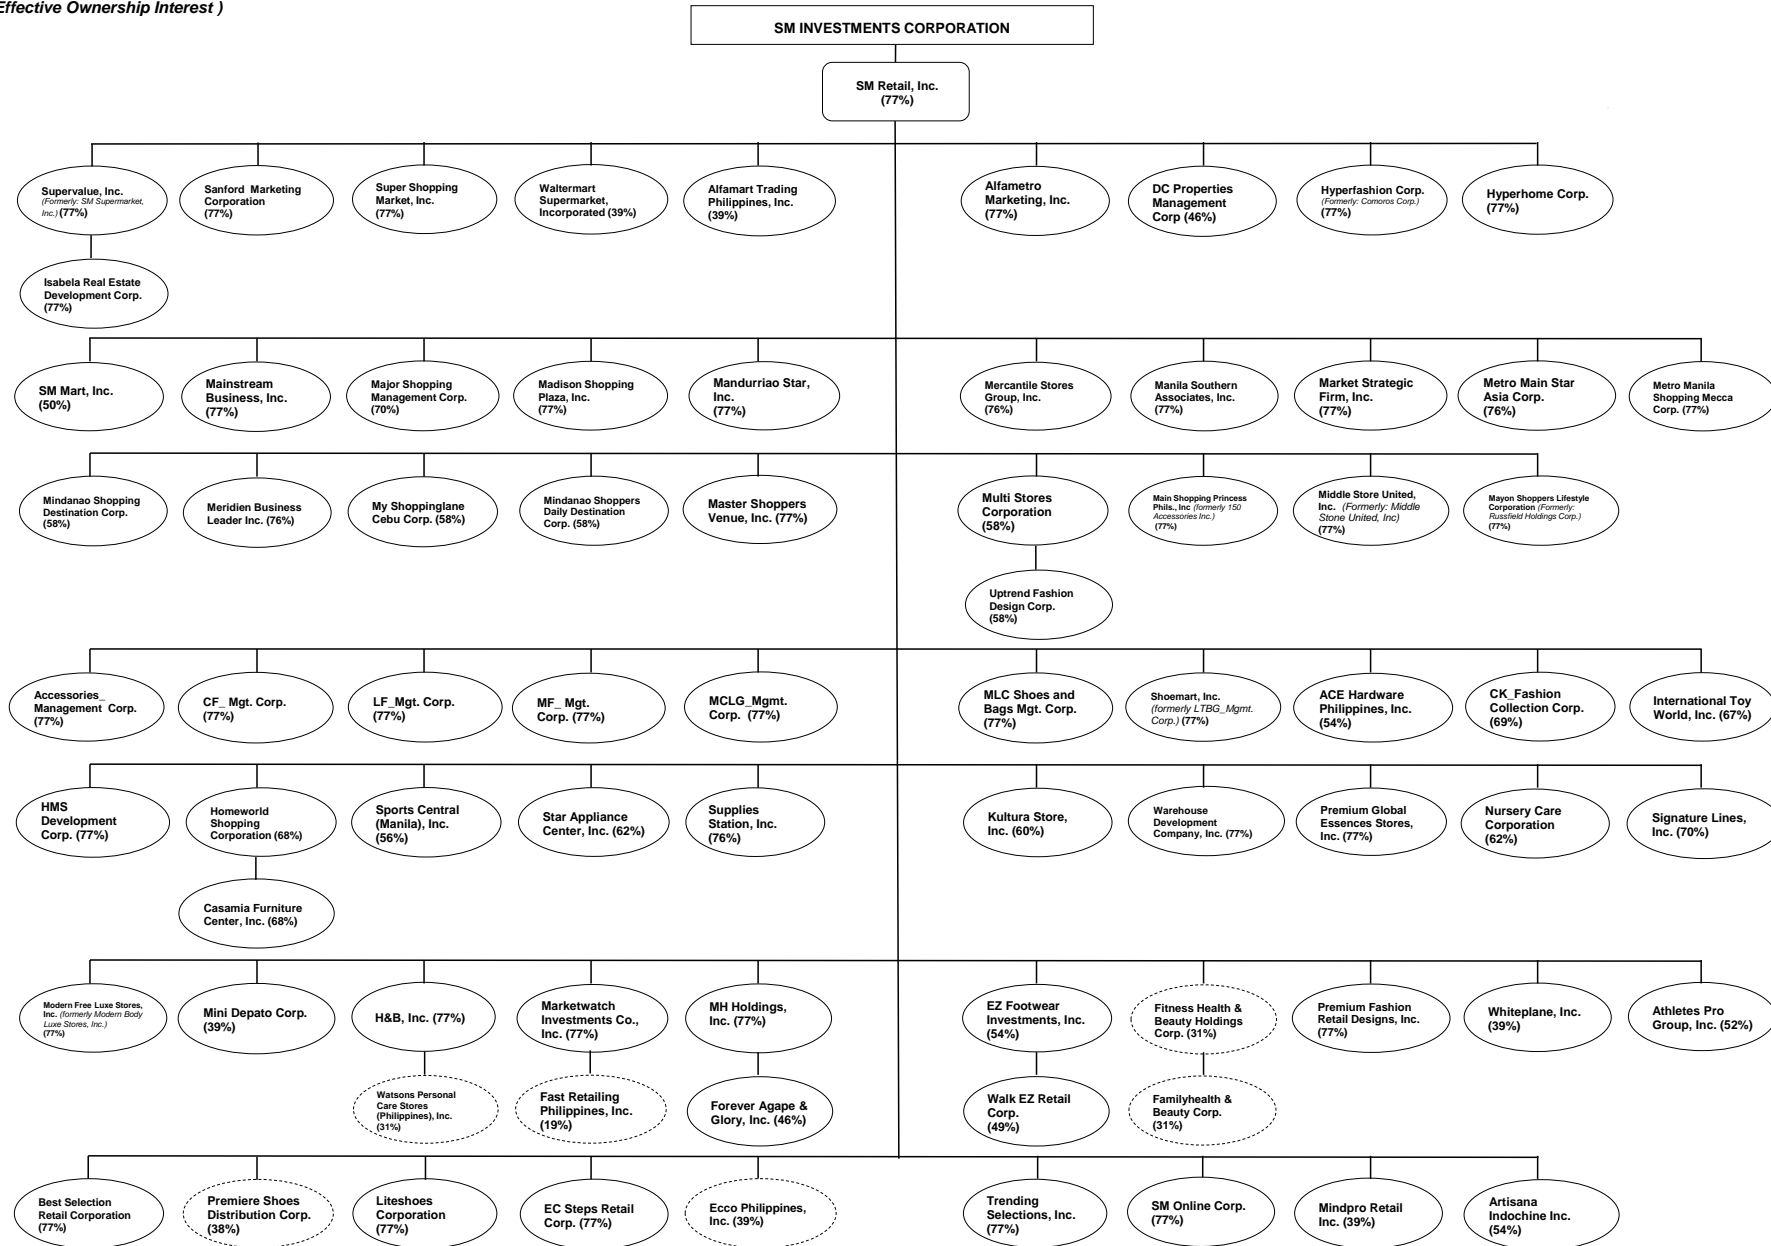 Effective Ownership Interest )
SM INVESTMENTS CORPORATION
SM Retail, Inc.
(77%)
Supervalue, Inc.
(Formerly: SM Supermarket,
Inc.) (77%)
Sanford Marketing
Corporation
(77%)
Super Shopping
Market, Inc.
(77%)
Waltermart
Supermarket,
Incorporated (39%)
Alfamart Trading
Philippines, Inc.
(39%)
Alfametro
Marketing, Inc.
(77%)
DC Properties
Management
Corp (46%)
Hyperfashion Corp.
(Formerly: Comoros Corp.)
(77%)
Hyperhome Corp.
(77%)
Isabela Real Estate
Development Corp.
(77%)
SM Mart, Inc.
(50%)
Mainstream
Business, Inc.
(77%)
Major Shopping
Management Corp.
(70%)
Madison Shopping
Plaza, Inc.
(77%)
Mandurriao Star,
Inc.
(77%)
Mercantile Stores
Group, Inc.
(76%)
Manila Southern
Associates, Inc.
(77%)
Market Strategic
Firm, Inc.
(77%)
Metro Main Star
Asia Corp.
(76%)
Metro Manila
Shopping Mecca
Corp. (77%)
Mindanao Shopping
Destination Corp.
(58%)
Meridien Business
Leader Inc. (76%)
My Shoppinglane
Cebu Corp. (58%)
Mindanao Shoppers
Daily Destination
Corp. (58%)
Master Shoppers
Venue, Inc. (77%)
Multi Stores
Corporation
(58%)
Main Shopping Princess
Phils., Inc (formerly 150
Accessories Inc.)
(77%)
Middle Store United,
Inc. (Formerly: Middle
Stone United, Inc)
(77%)
Mayon Shoppers Lifestyle
Corporation (Formerly:
Russfield Holdings Corp.)
(77%)
Uptrend Fashion
Design Corp.
(58%)
Accessories_
Management Corp.
(77%)
CF_ Mgt. Corp.
(77%)
LF_Mgt. Corp.
(77%)
MF_ Mgt.
Corp. (77%)
MCLG_Mgmt.
Corp. (77%)
MLC Shoes and
Bags Mgt. Corp.
(77%)
Shoemart, Inc.
(formerly LTBG_Mgmt.
Corp.) (77%)
ACE Hardware
Philippines, Inc.
(54%)
CK_Fashion
Collection Corp.
(69%)
International Toy
World, Inc. (67%)
HMS
Development
Corp. (77%)
Homeworld
Shopping
Corporation (68%)
Sports Central
(Manila), Inc.
(56%)
Star Appliance
Center, Inc. (62%)
Supplies
Station, Inc.
(76%)
Kultura Store,
Inc. (60%)
Warehouse
Development
Company, Inc. (77%)
Premium Global
Essences Stores,
Inc. (77%)
Nursery Care
Corporation
(62%)
Signature Lines,
Inc. (70%)
Casamia Furniture
Center, Inc. (68%)
Modern Free Luxe Stores,
Inc. (formerly Modern Body
Luxe Stores, Inc.)
(77%)
Mini Depato Corp.
(39%)
H&B, Inc. (77%)
Marketwatch
Investments Co.,
Inc. (77%)
MH Holdings,
Inc. (77%)
EZ Footwear
Investments, Inc.
(54%)
Fitness Health &
Beauty Holdings
Corp. (31%)
Premium Fashion
Retail Designs, Inc.
(77%)
Whiteplane, Inc.
(39%)
Athletes Pro
Group, Inc. (52%)
Watsons Personal
Care Stores
(Philippines), Inc.
(31%)
Fast Retailing
Philippines, Inc.
(19%)
Forever Agape &
Glory, Inc. (46%)
Walk EZ Retail
Corp.
(49%)
Familyhealth &
Beauty Corp.
(31%)
Best Selection
Retail Corporation
(77%)
Premiere Shoes
Distribution Corp.
(38%)
Liteshoes
Corporation
(77%)
EC Steps Retail
Corp. (77%)
Ecco Philippines,
Inc. (39%)
Trending
Selections, Inc.
(77%)
SM Online Corp.
(77%)
Mindpro Retail
Inc. (39%)
Artisana
Indochine Inc.
(54%)